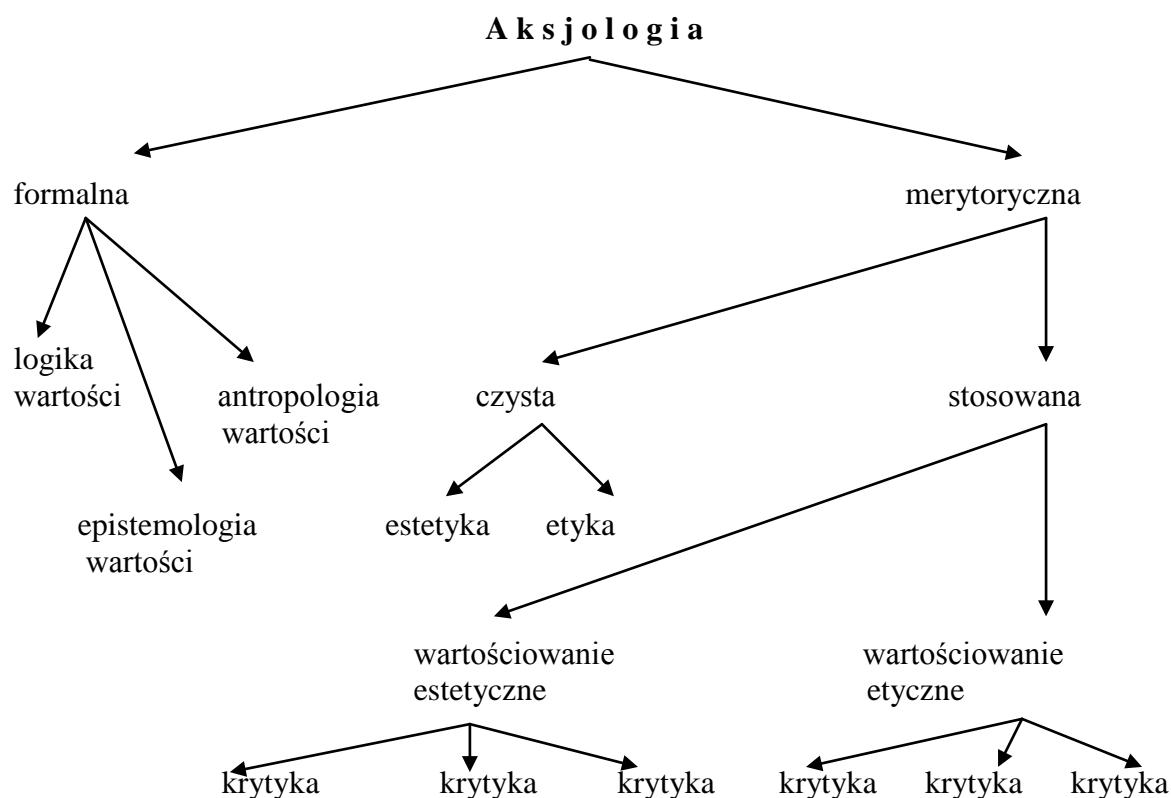 A k s j o l o g i a
formalna
merytoryczna
logika
wartości
antropologia
wartości
czysta
stosowana
epistemologia
wartości
estetyka
etyka
wartościowanie
estetyczne
wartościowanie
etyczne
krytyka
krytyka
krytyka
krytyka
krytyka
krytyka